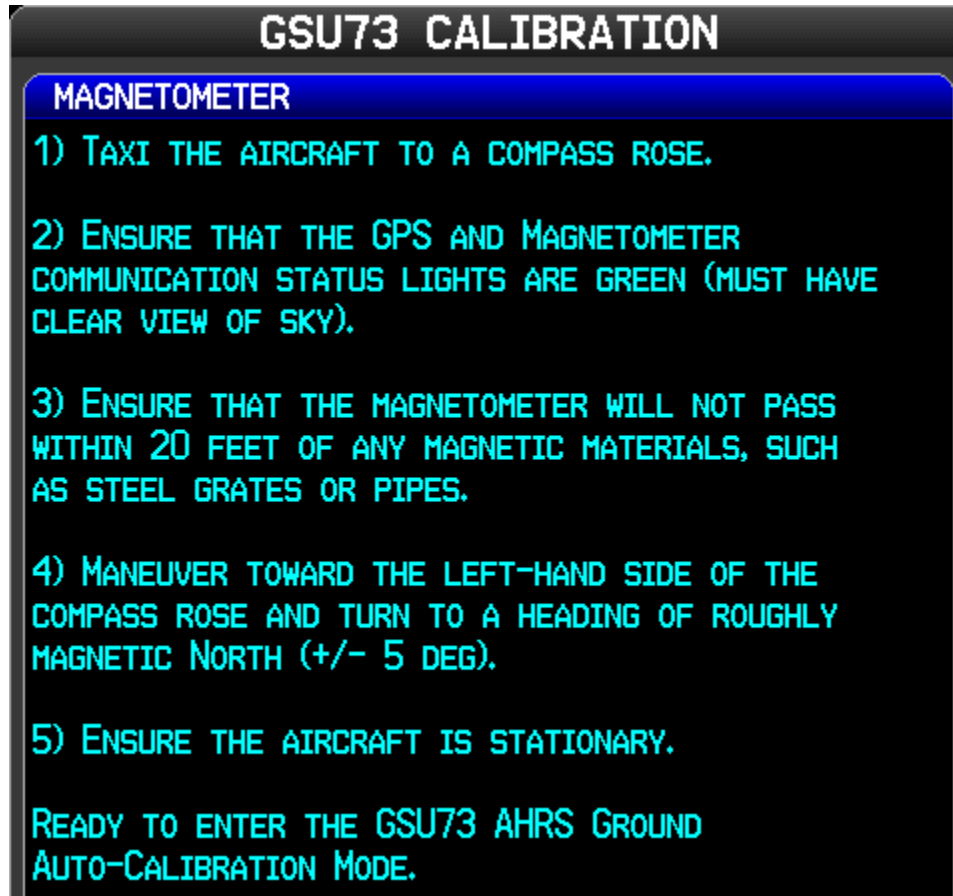 GSU73 CALIBRATION
MAGNETOMETER
1) TAXI THE AIRCRAFT TO A COMPASS ROSE.
2) ENSURE THAT THE GPS AND MAGNETOMETER
COMMUNICATION STATUS LIGHTS ARE GREEN (MUST HAVE
CLEAR VIEW OF SKY).
3) ENSURE THAT THE MAGNETOMETER WILL NOT PASS
WITHIN 20 FEET OF ANY MAGNETIC MATERIALS, SUCH
AS STEEL GRATES OR PIPES.
4) MANEUVER TOWARD THE LEFT-HAND SIDE OF THE
COMPASS ROSE AND TURN TO A HEADING OF ROUGHLY
MAGNETIC NORTH (+/- 5 DEG).
5) ENSURE THE AIRCRAFT IS STATIONARY.
READY TO ENTER THE GSU73 AHRS GROUND
AUTO-CALIBRATION MODE.